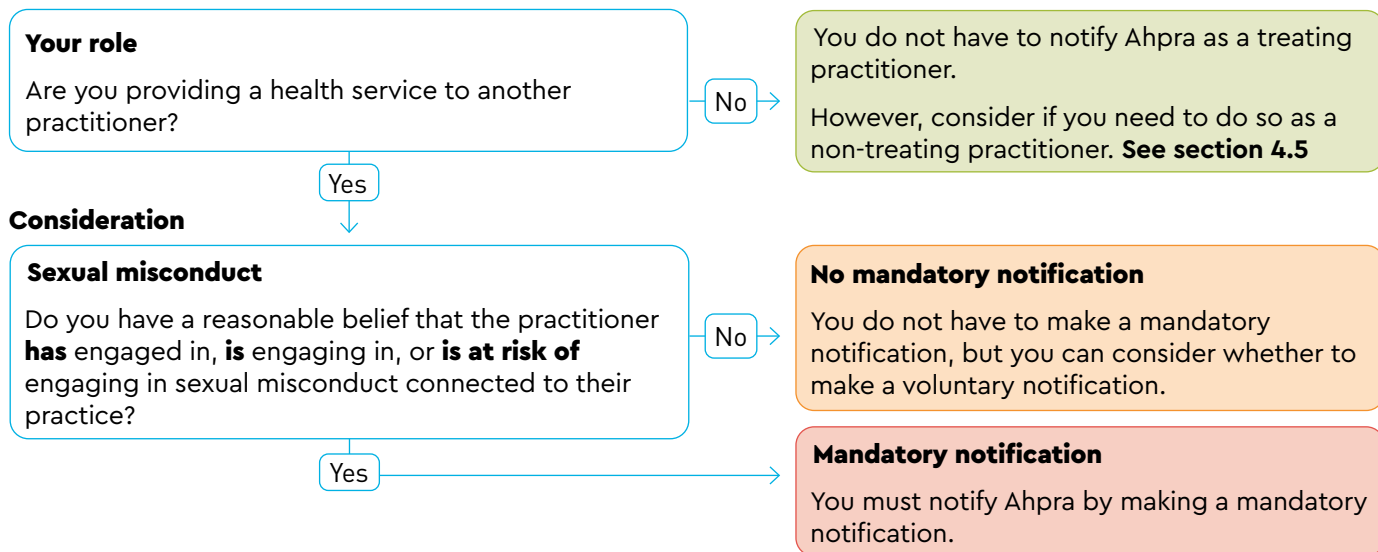 Your role
Are you providing a health service to another
practitioner?
No
You do not have to notify Ahpra as a treating
practitioner.
However, consider if you need to do so as a
non-treating practitioner. See section 4.5
Yes
Consideration
Sexual misconduct
Do you have a reasonable belief that the practitioner
has engaged in, is engaging in, or is at risk of
engaging in sexual misconduct connected to their
practice?
No
No mandatory notification
You do not have to make a mandatory
notification, but you can consider whether to
make a voluntary notification.
Yes
Mandatory notification
You must notify Ahpra by making a mandatory
notification.